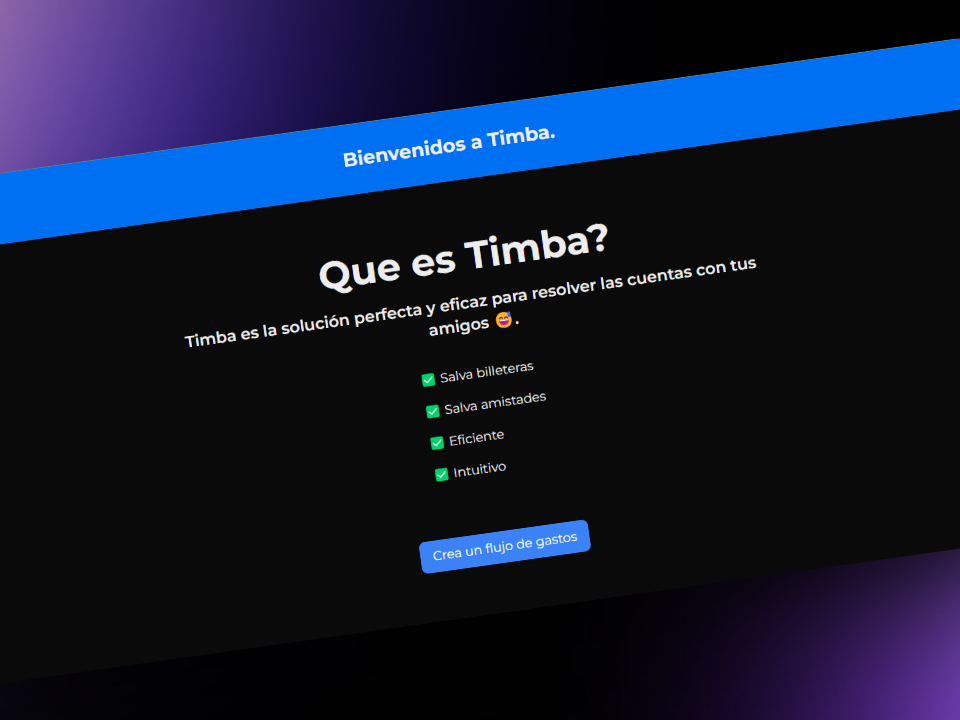 Bienvenidos a Timba.
Que es Timba?
Timba es la solución perfecta y eficaz para resolver las cuentas con tus
amigos 😅.
✅ Salva billeteras
✅ Salva amistades
✅ Eficiente
✅ Intuitivo
Crea un flujo de gastos